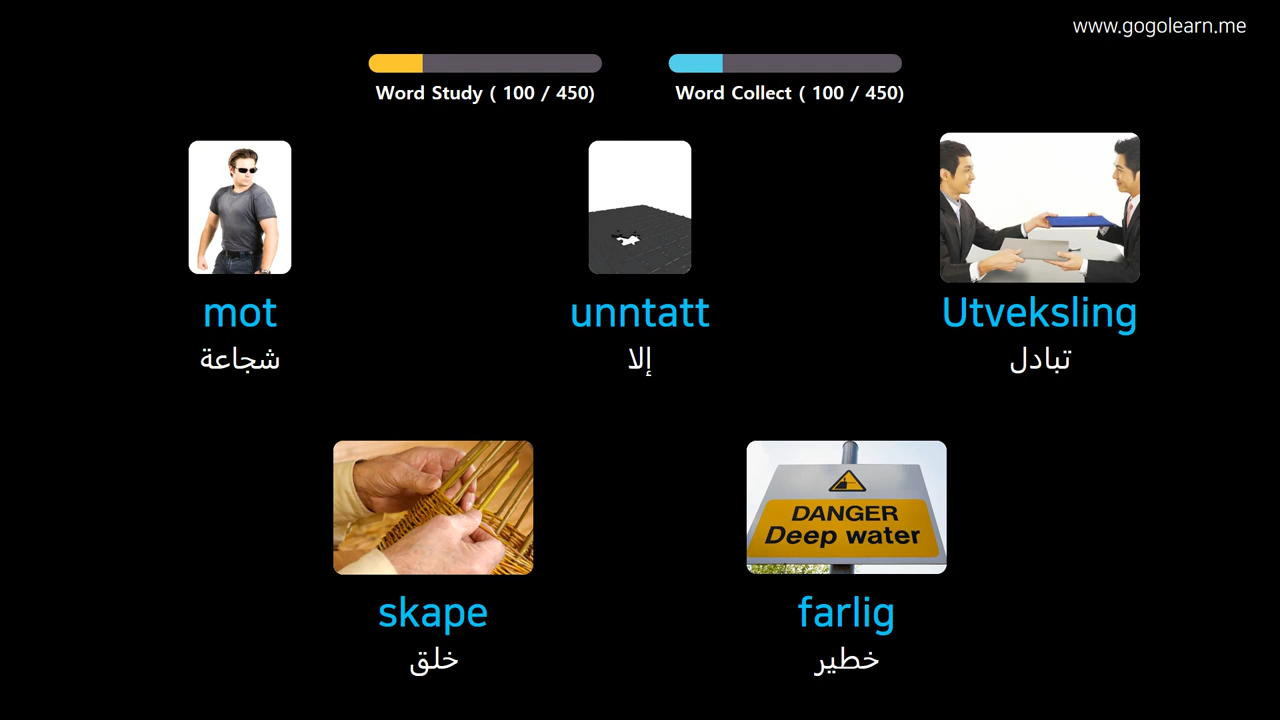 www.gogolearn.me
Word Study ( 100 / 450)
Word Collect ( 100 / 450)
mot
شجاعة
unntatt
إلا
Utveksling
تبادل
skape
خلق
DANGER
Deep water
farlig
خطير